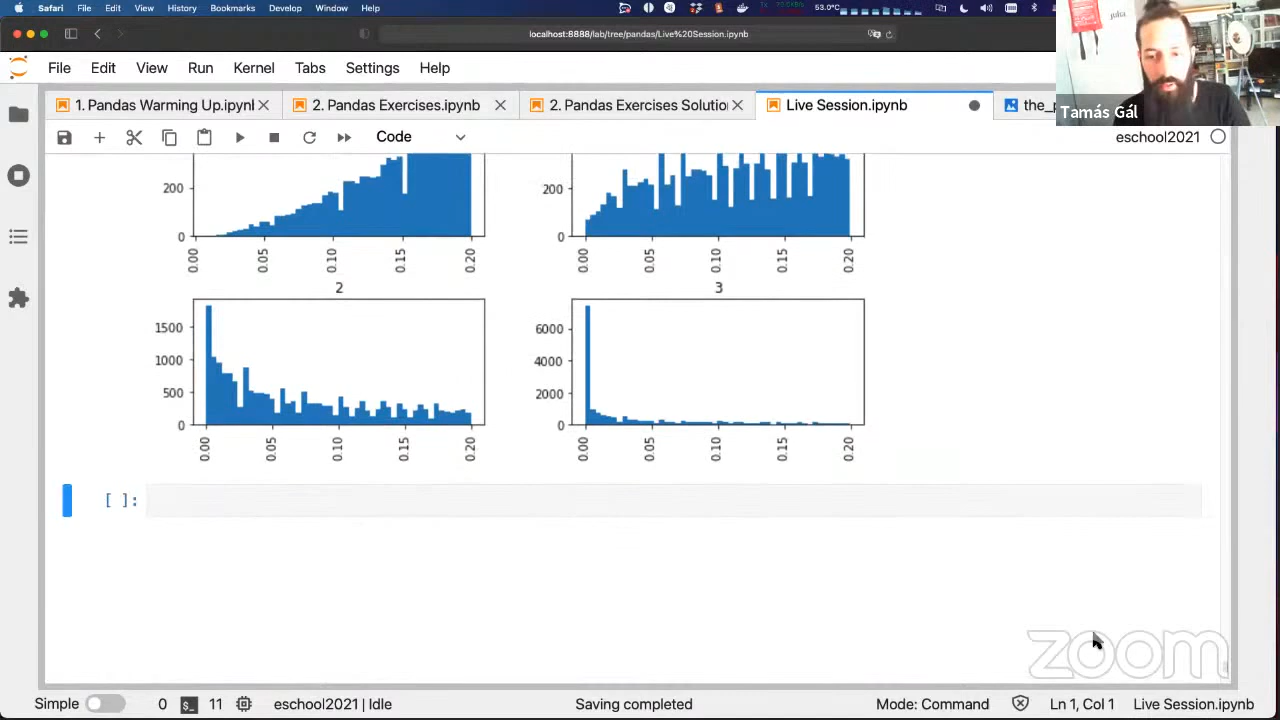 Safari File Edit View History Bookmarks Develop Window Help 53.0°C
localhost:8888/lab/tree/pandas/Live%20Session.ipynb
File Edit View Run Kernel Tabs Settings Help
julia
Tamás Gál
1. Pandas Warming Up.ipynl 2. Pandas Exercises.ipynb 2. Pandas Exercises Solutio Live Session.ipynb the_p
Code eschool2021
200 200
0 0
0.00 0.05 0.10 0.15 0.20 0.00 0.05 0.10 0.15 0.20
2 3
1500 6000
1000 4000
500 2000
0 0
0.00 0.05 0.10 0.15 0.20 0.00 0.05 0.10 0.15 0.20
[ ]:
zoom
Simple 0 $_ 11 eschool2021 | Idle Saving completed Mode: Command Ln 1, Col 1 Live Session.ipynb